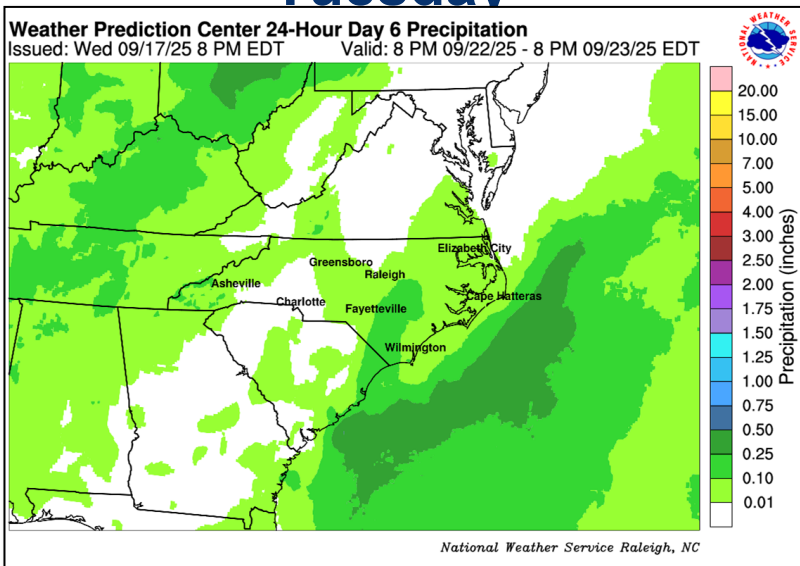 Tuesday
Weather Prediction Center 24-Hour Day 6 Precipitation
Issued: Wed 09/17/25 8 PM EDT Valid: 8 PM 09/22/25 - 8 PM 09/23/25 EDT
NATIONAL WEATHER SERVICE
20.00
15.00
10.00
7.00
5.00
4.00
3.00
2.50
2.00
1.75
1.50
1.25
1.00
0.75
0.50
0.25
0.10
0.01
Precipitation (inches)
Elizabeth City
Greensboro
Raleigh
Asheville
Cape Hatteras
Charlotte
Fayetteville
Wilmington
National Weather Service Raleigh, NC